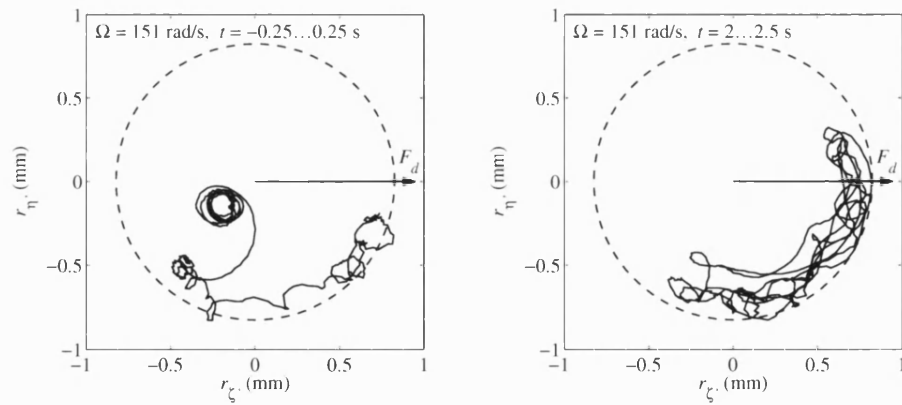 Ω = 151 rad/s, t = −0.25…0.25 s
1
0.5
0
−0.5
−1
−1
−0.5
0
0.5
1
r_η' (mm)
r_ζ' (mm)
F_d
Ω = 151 rad/s, t = 2…2.5 s
1
0.5
0
−0.5
−1
−1
−0.5
0
0.5
1
r_η' (mm)
r_ζ' (mm)
F_d